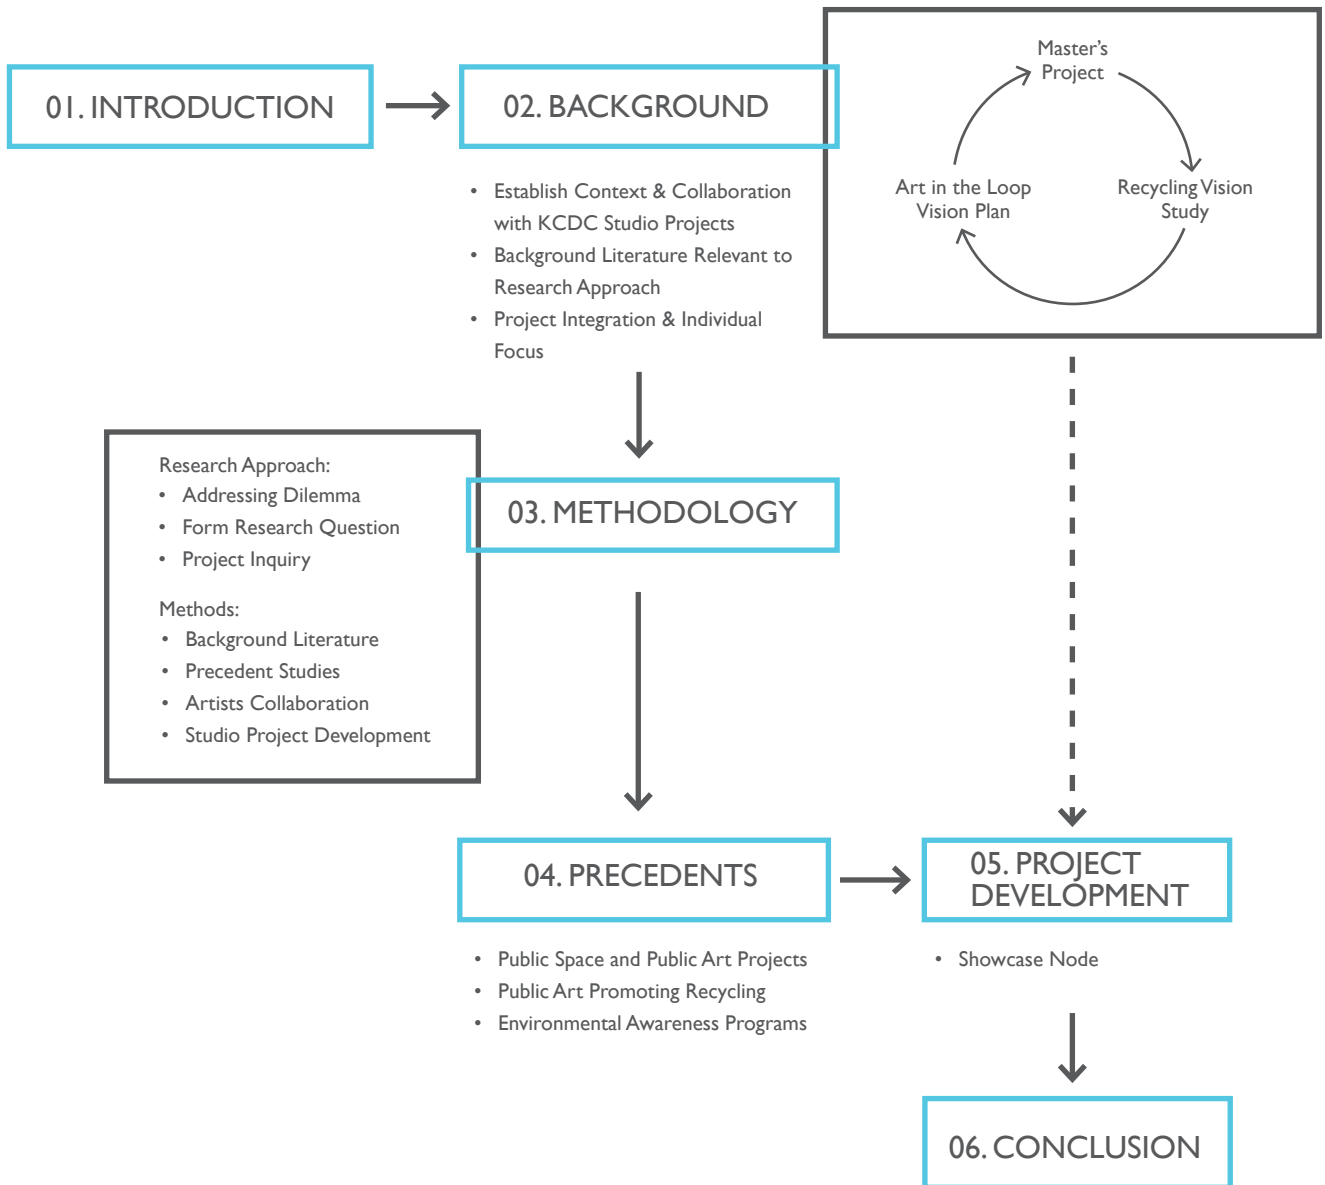 01. INTRODUCTION
02. BACKGROUND
• Establish Context & Collaboration
with KCDC Studio Projects
• Background Literature Relevant to
Research Approach
• Project Integration & Individual
Focus
Master's
Project
Art in the Loop
Vision Plan
Recycling Vision
Study
Research Approach:
• Addressing Dilemma
• Form Research Question
• Project Inquiry
Methods:
• Background Literature
• Precedent Studies
• Artists Collaboration
• Studio Project Development
03. METHODOLOGY
04. PRECEDENTS
• Public Space and Public Art Projects
• Public Art Promoting Recycling
• Environmental Awareness Programs
05. PROJECT
DEVELOPMENT
• Showcase Node
06. CONCLUSION